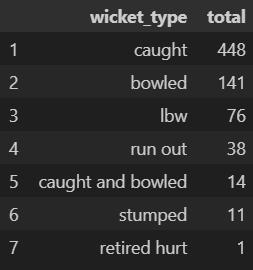 wicket_type total
1 caught 448
2 bowled 141
3 lbw 76
4 run out 38
5 caught and bowled 14
6 stumped 11
7 retired hurt 1